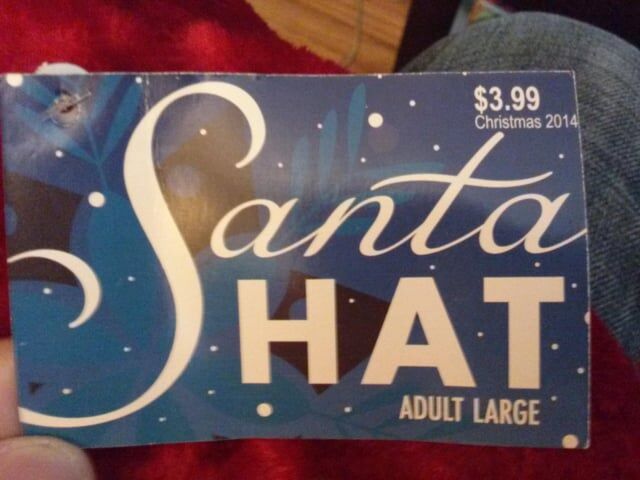 $3.99
Christmas 2014
Santa
HAT
ADULT LARGE